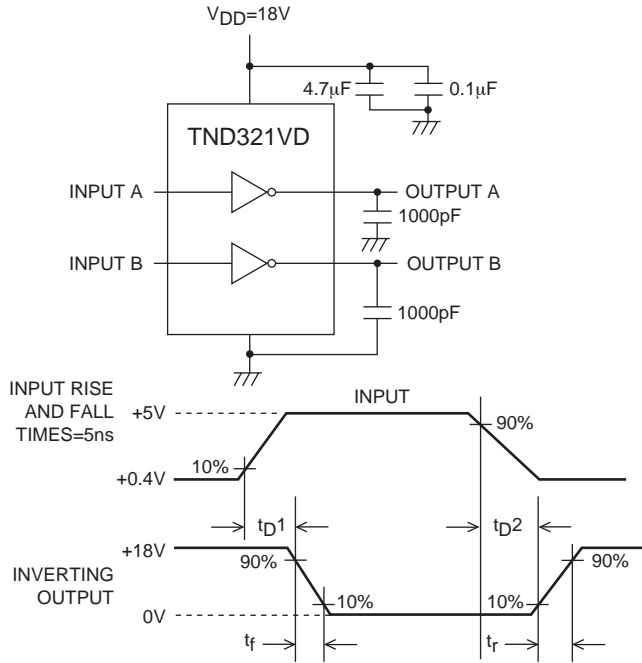 VDD=18V
4.7μF
0.1μF
TND321VD
INPUT A
OUTPUT A
1000pF
INPUT B
OUTPUT B
1000pF
INPUT RISE
AND FALL
TIMES=5ns
+5V
INPUT
90%
10%
+0.4V
tD1
tD2
+18V
90%
90%
INVERTING
OUTPUT
10%
10%
0V
tf
tr